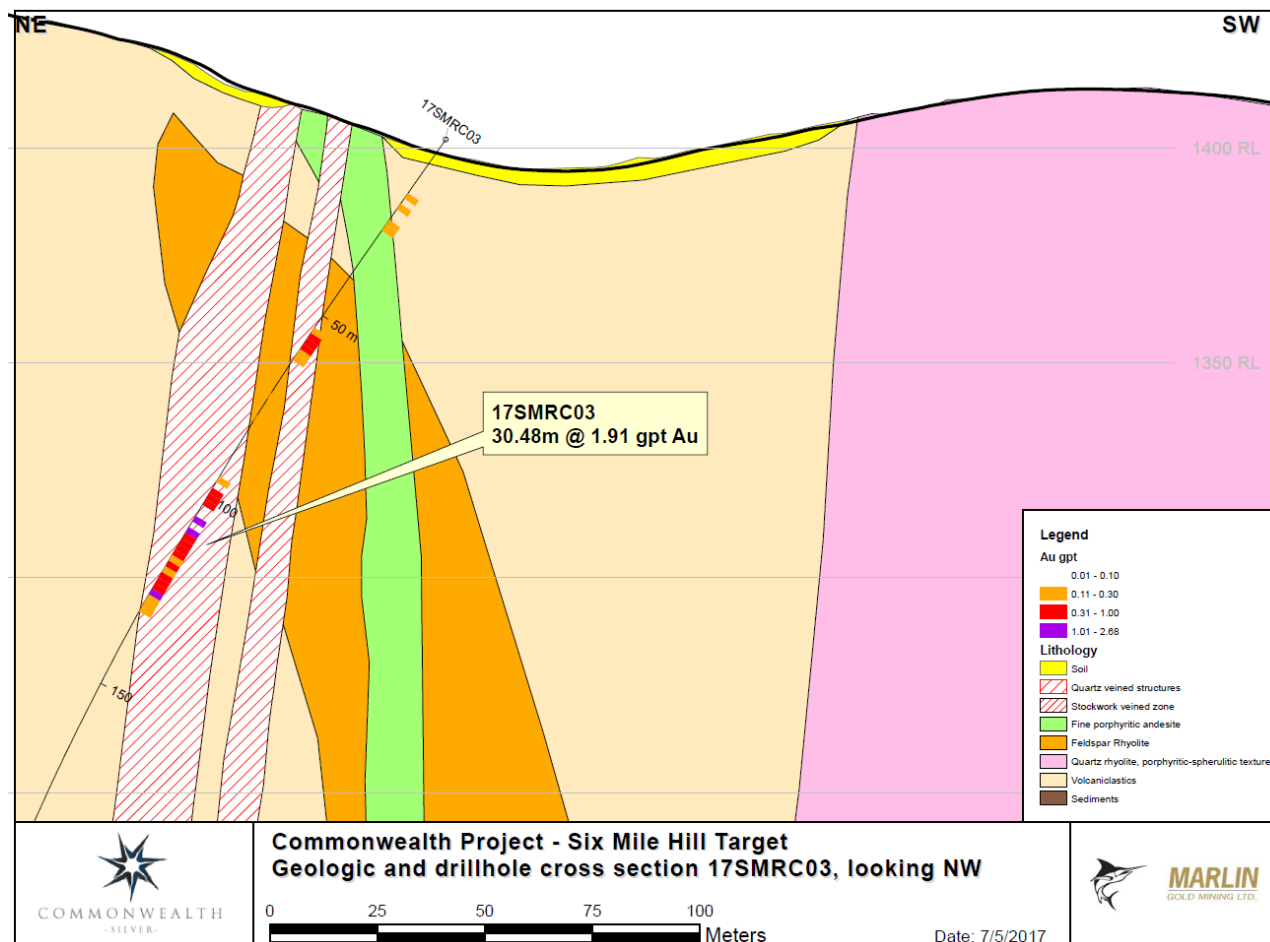 NE
SW
17SMRC03
1400 RL
50 m
1350 RL
17SMRC03
30.48m @ 1.91 gpt Au
100
150
Legend
Au gpt
0.01 - 0.10
0.11 - 0.30
0.31 - 1.00
1.01 - 2.68
Lithology
Soil
Quartz veined structures
Stockwork veined zone
Fine porphyritic andesite
Feldspar Rhyolite
Quartz rhyolite, porphyritic-spherulitic texture
Volcaniclastics
Sediments
COMMONWEALTH
-SILVER-
Commonwealth Project - Six Mile Hill Target
Geologic and drillhole cross section 17SMRC03, looking NW
0 25 50 75 100
Meters
Date: 7/5/2017
MARLIN
GOLD MINING LTD.